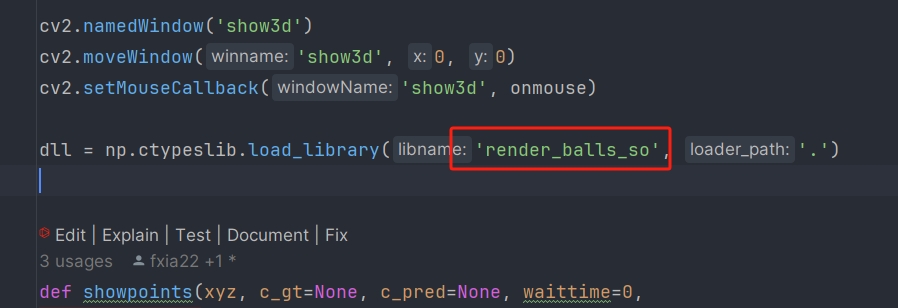 cv2.namedWindow('show3d')
cv2.moveWindow( winname: 'show3d', x: 0, y: 0)
cv2.setMouseCallback( windowName: 'show3d', onmouse)
dll = np.ctypeslib.load_library( libname: 'render_balls_so', loader_path: '.')
Edit | Explain | Test | Document | Fix
3 usages fxia22 +1 *
def showpoints(xyz, c_gt=None, c_pred=None, waittime=0,